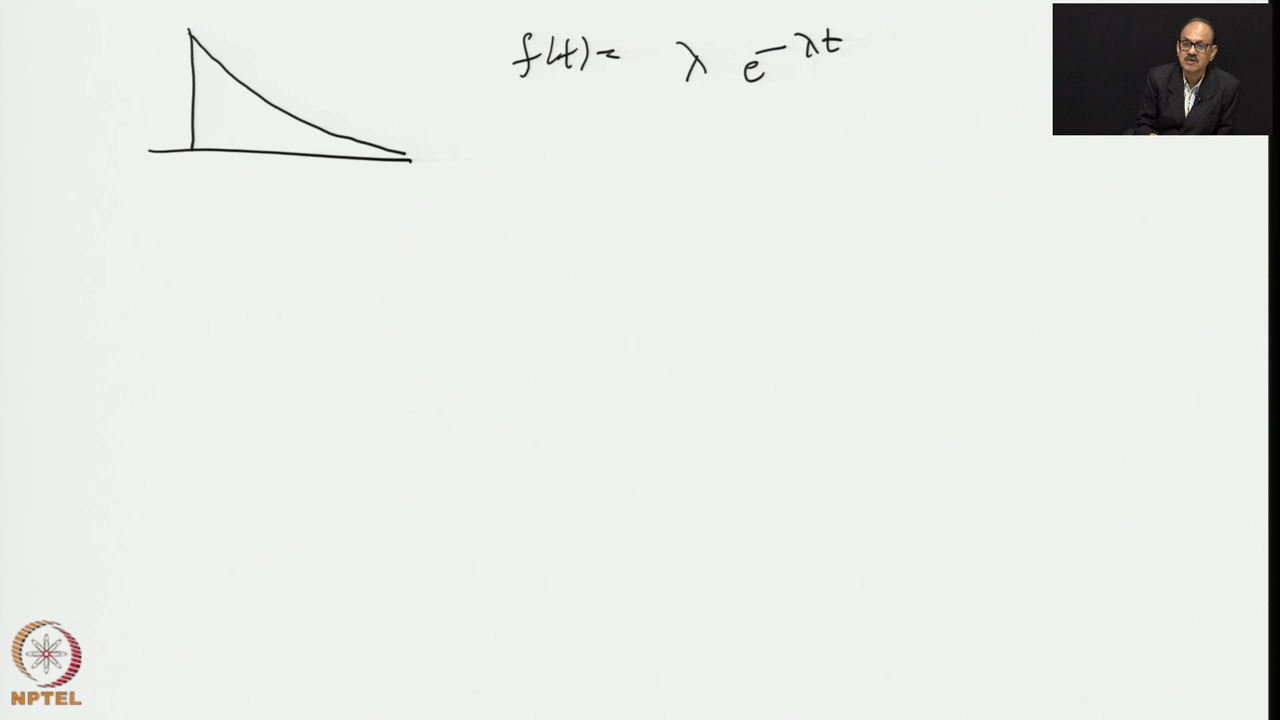 f(t) = λ e^{-λt}
NPTEL